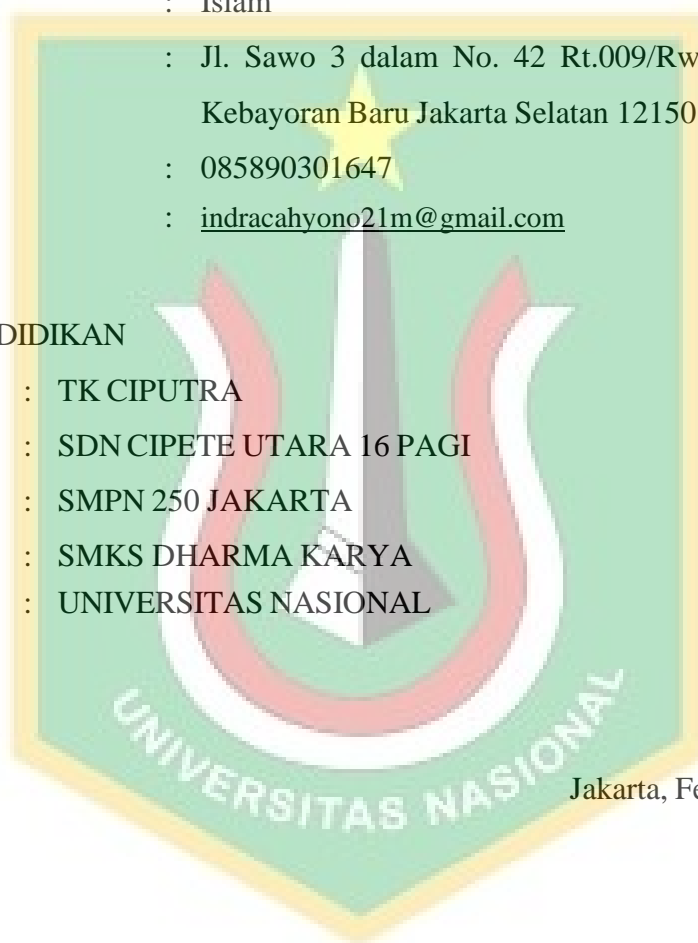 : Islam
: Jl. Sawo 3 dalam No. 42 Rt.009/Rw
Kebayoran Baru Jakarta Selatan 12150
: 085890301647
: indracahyono21m@gmail.com
DIDIKAN
: TK CIPUTRA
: SDN CIPETE UTARA 16 PAGI
: SMPN 250 JAKARTA
: SMKS DHARMA KARYA
: UNIVERSITAS NASIONAL
UNIVERSITAS NASIONAL
Jakarta, Fe